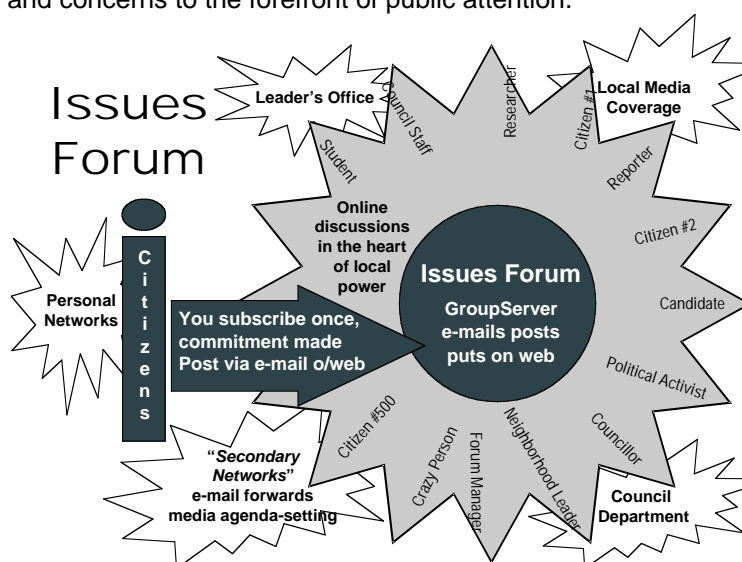 and concerns to the forefront of public attention.
Issues
Forum
Leader's Office
Local Media
Coverage
Student
Council Staff
Researcher
Citizen #1
Reporter
Citizen #2
Candidate
Political Activist
Councillor
Neighborhood Leader
Forum Manager
Crazy Person
Citizen #500
Online
discussions
in the heart
of local
power
Issues Forum
GroupServer
e-mails posts
puts on web
Citizens
Personal
Networks
You subscribe once,
commitment made
Post via e-mail o/web
“Secondary
Networks”
e-mail forwards
media agenda-setting
Council
Department